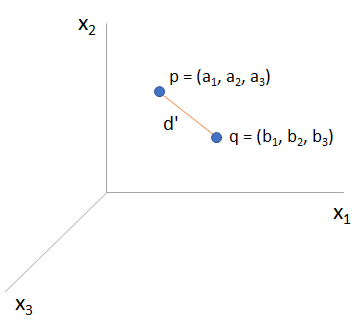 x₂
p = (a₁, a₂, a₃)
d'
q = (b₁, b₂, b₃)
x₁
x₃